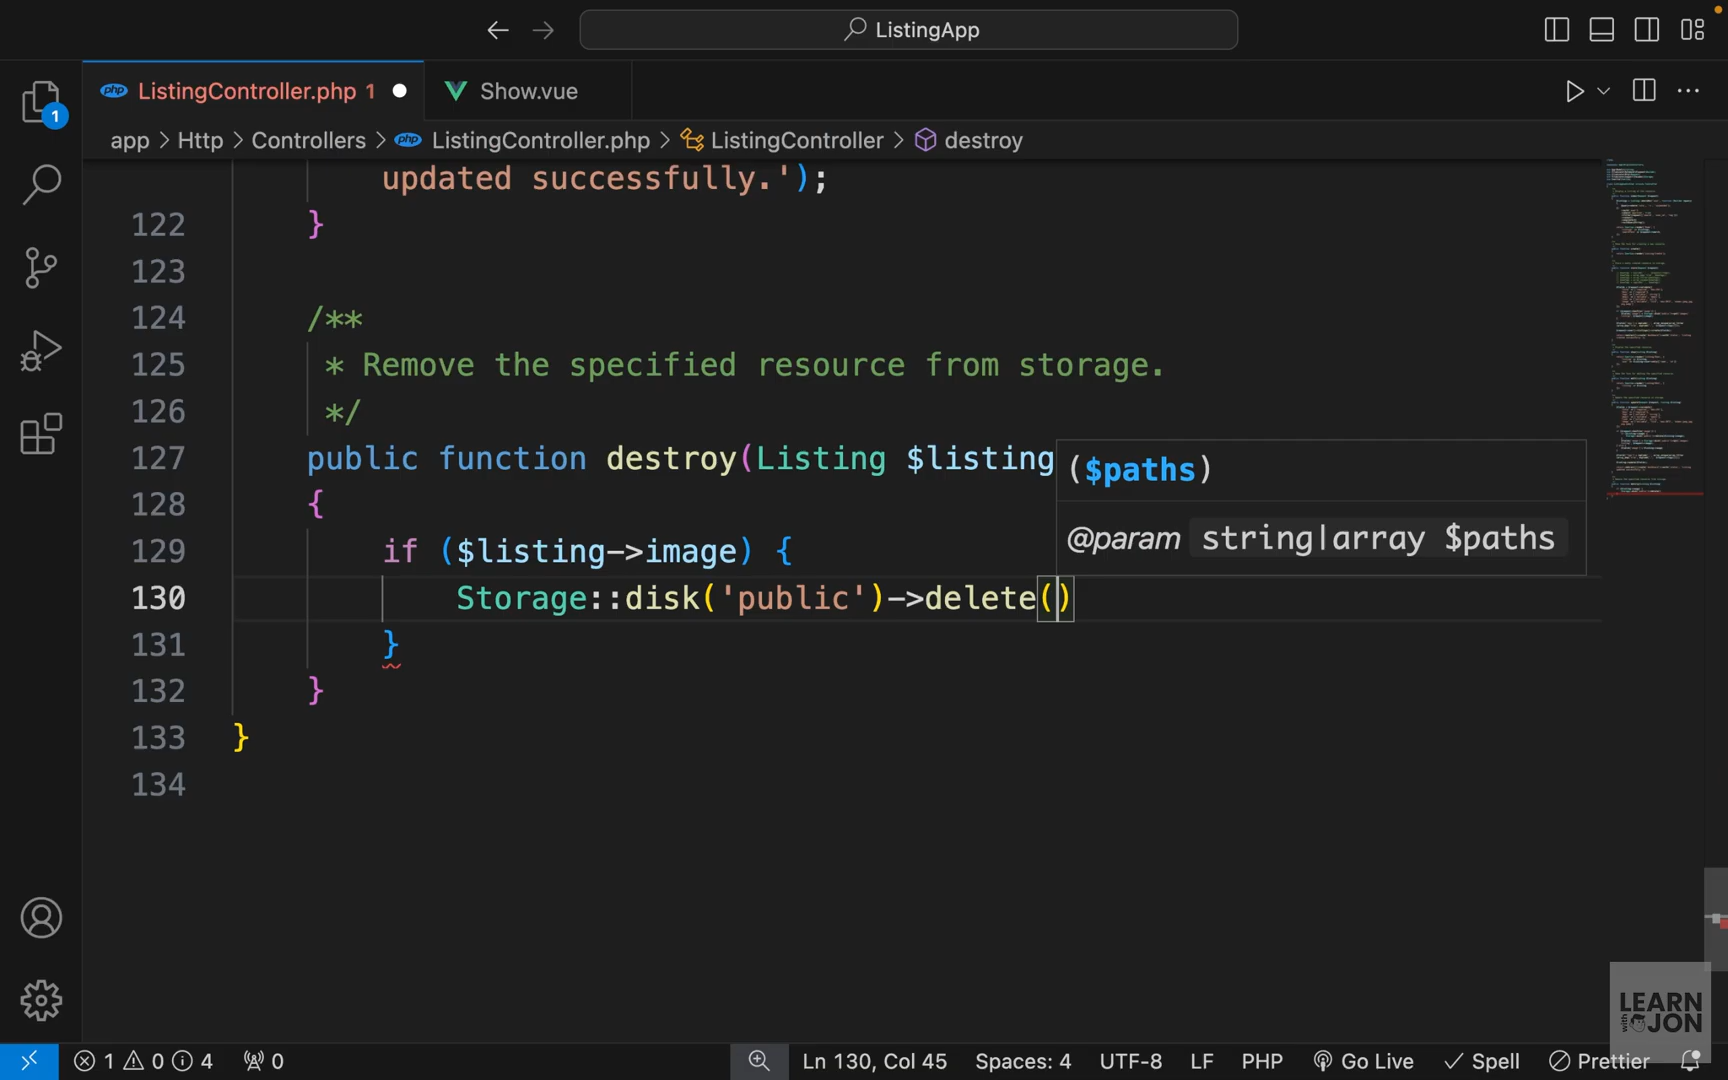 ListingApp
php ListingController.php 1 Show.vue
app > Http > Controllers > php ListingController.php > ListingController > destroy
1
updated successfully.');
122 }
123
124 /**
125 * Remove the specified resource from storage.
126 */
127 public function destroy(Listing $listing
($paths)
128 {
@param string|array $paths
129 if ($listing->image) {
130 Storage::disk('public')->delete()
131 }
132 }
133 }
134
LEARN
with JON
1 0 4 0 Ln 130, Col 45 Spaces: 4 UTF-8 LF PHP Go Live Spell Prettier